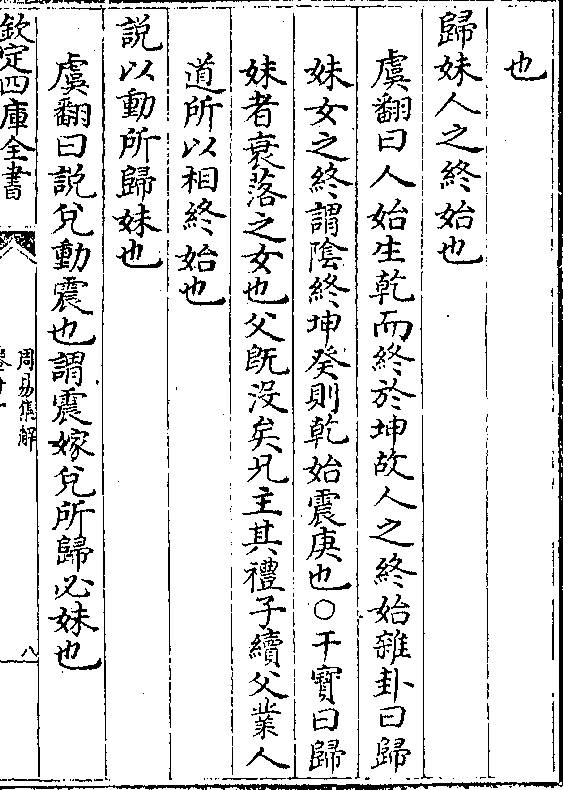 也
歸妹人之終始也
虞翻曰人始生乾而終於坤故人之終始雜卦曰歸
妹女之終謂陰終坤癸則乾始震庚也○干寶曰歸
妹者衰落之女也父旣没矣兄主其禮子續父業人
道所以相終始也
説以動所歸妹也
虞翻曰説兊動震也謂震嫁兊所歸必妹也
欽定四庫全書
周易集解
八